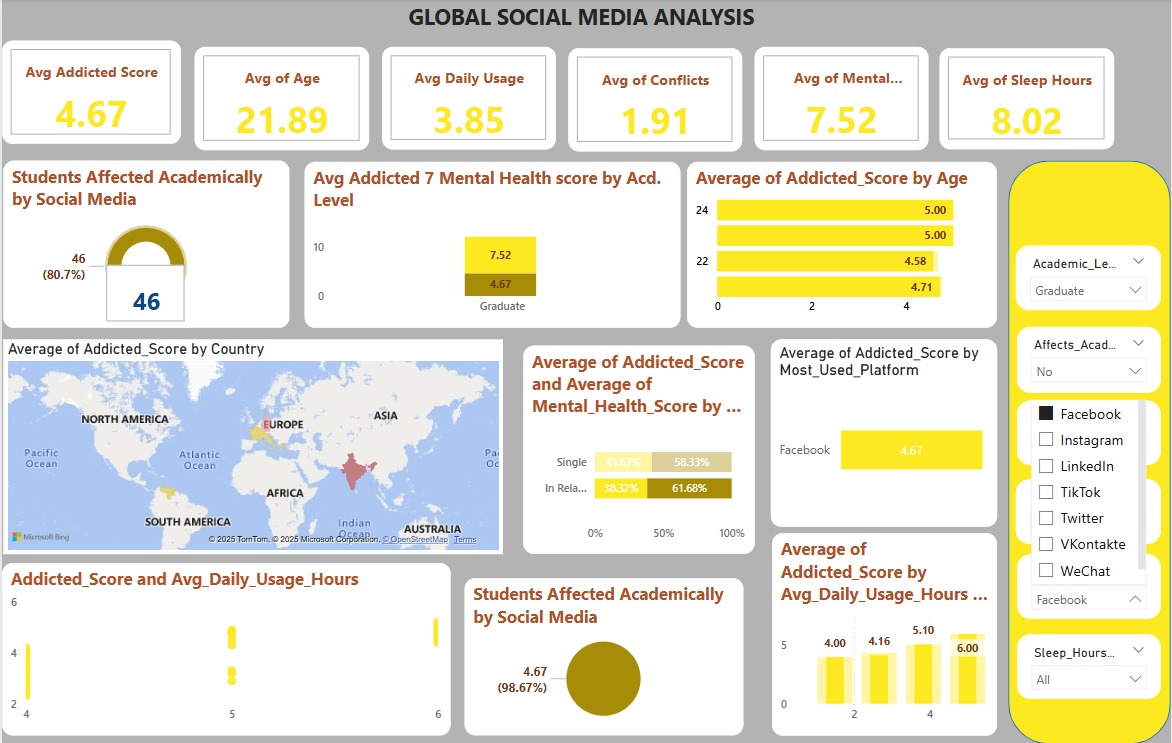 GLOBAL SOCIAL MEDIA ANALYSIS
Avg Addicted Score
4.67
Avg of Age
21.89
Avg Daily Usage
3.85
Avg of Conflicts
1.91
Avg of Mental...
7.52
Avg of Sleep Hours
8.02
Students Affected Academically
by Social Media
46
(80.7%)
46
Avg Addicted 7 Mental Health score by Acd.
Level
10
0
7.52
4.67
Graduate
Average of Addicted_Score by Age
24
5.00
5.00
22
4.58
4.71
0 2 4
Academic_Le...
Graduate
Affects_Acad...
No
Facebook
Instagram
LinkedIn
TikTok
Twitter
VKontakte
WeChat
Facebook
Sleep_Hours...
All
Average of Addicted_Score by Country
NORTH AMERICA
EUROPE
ASIA
Pacific
Ocean
Atlantic
Ocean
Pac
Oc
AFRICA
SOUTH AMERICA
Indian
Ocean
AUSTRALIA
Microsoft Bing
© 2025 TomTom, © 2025 Microsoft Corporation, © OpenStreetMap Terms
Average of Addicted_Score
and Average of
Mental_Health_Score by ...
Single 41.67% 58.33%
In Rela... 38.32% 61.68%
0% 50% 100%
Average of Addicted_Score by
Most_Used_Platform
Facebook 4.67
Addicted_Score and Avg_Daily_Usage_Hours
6
4
2
4 5 6
Students Affected Academically
by Social Media
4.67
(98.67%)
Average of
Addicted_Score by
Avg_Daily_Usage_Hours ...
5
0
4.00 4.16 5.10 6.00
2 4